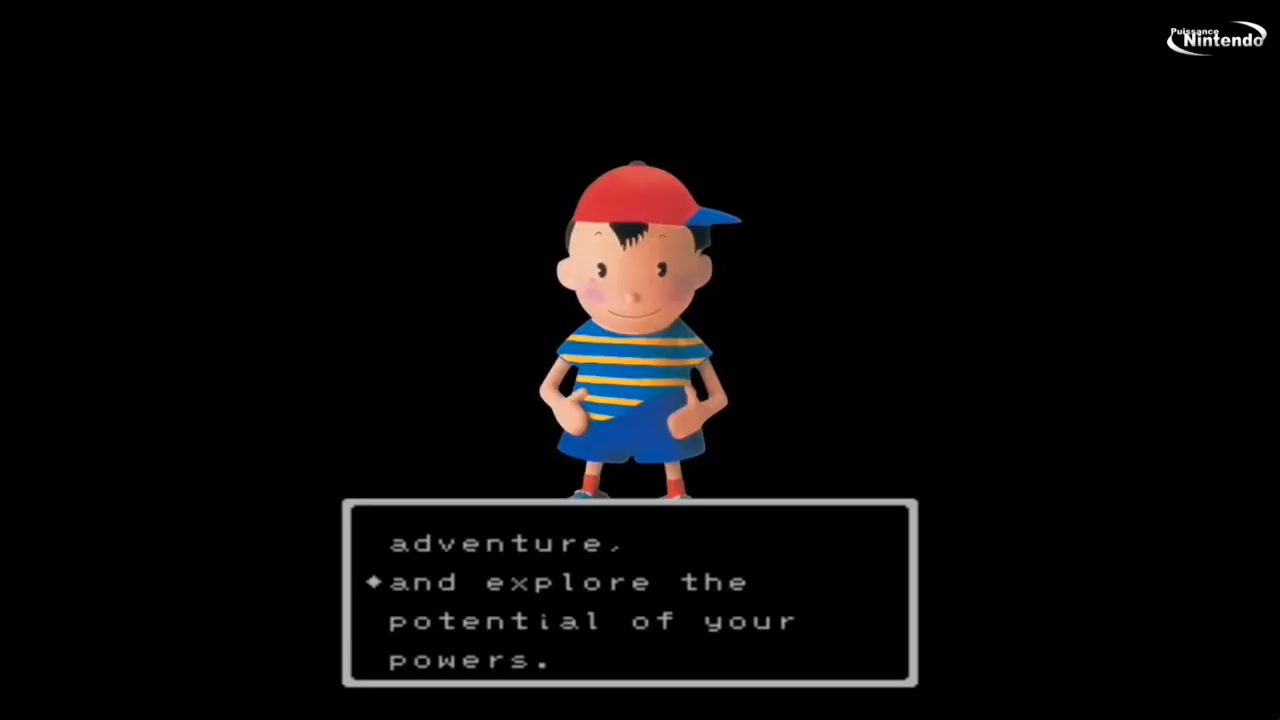 Puissance
Nintendo
adventure,
◆and explore the
potential of your
powers.